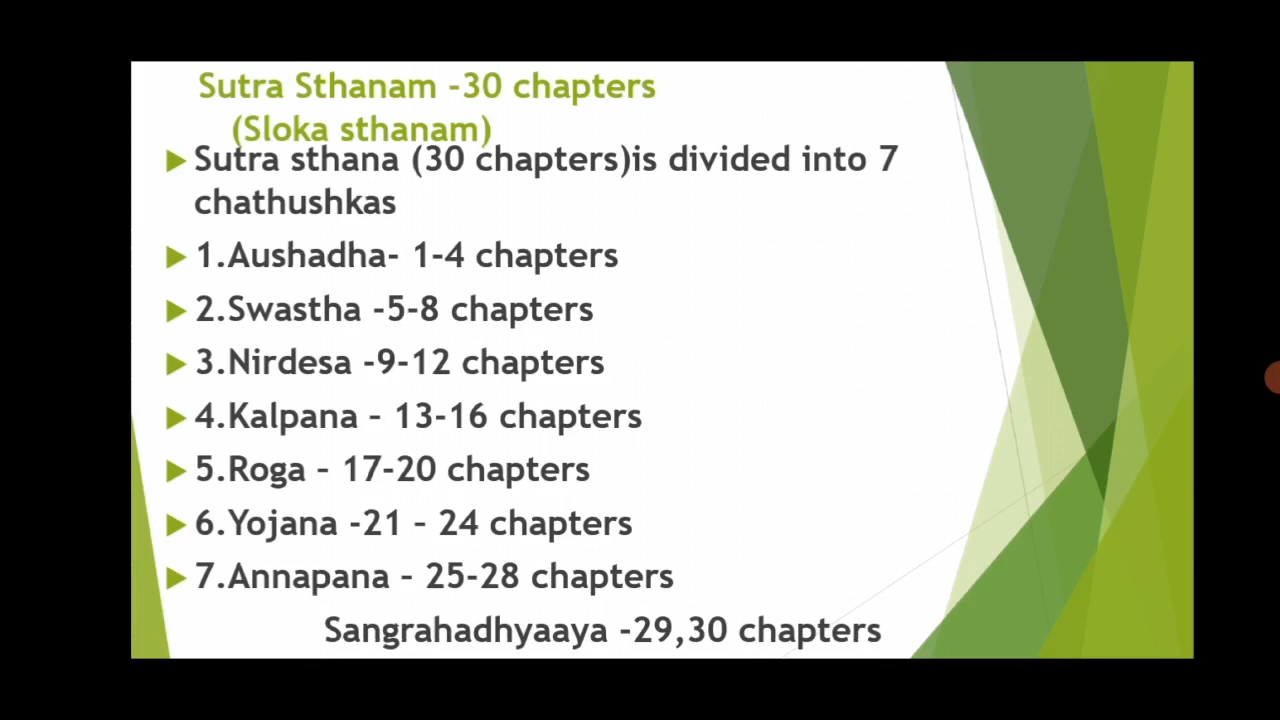 Sutra Sthanam -30 chapters
(Sloka sthanam)
Sutra sthana (30 chapters)is divided into 7
chathushkas
1.Aushadha- 1-4 chapters
2.Swastha -5-8 chapters
3.Nirdesa -9-12 chapters
4.Kalpana – 13-16 chapters
5.Roga – 17-20 chapters
6.Yojana -21 – 24 chapters
7.Annapana – 25-28 chapters
Sangrahadhyaaya -29,30 chapters